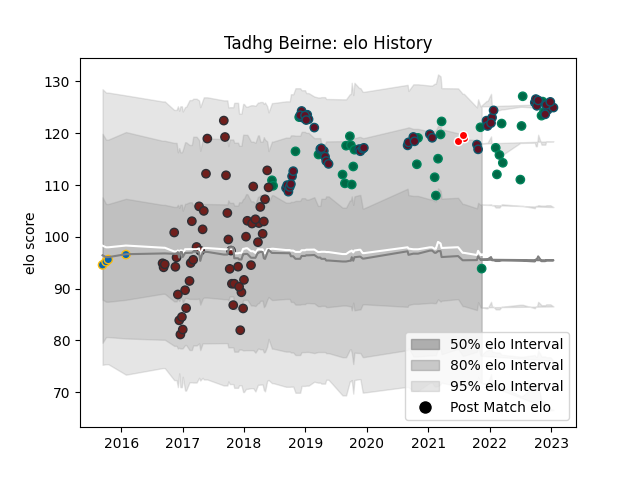 Tadhg Beirne: elo History
elo score
130
120
110
100
90
80
70
2016
2017
2018
2019
2020
2021
2022
2023
50% elo Interval
80% elo Interval
95% elo Interval
Post Match elo